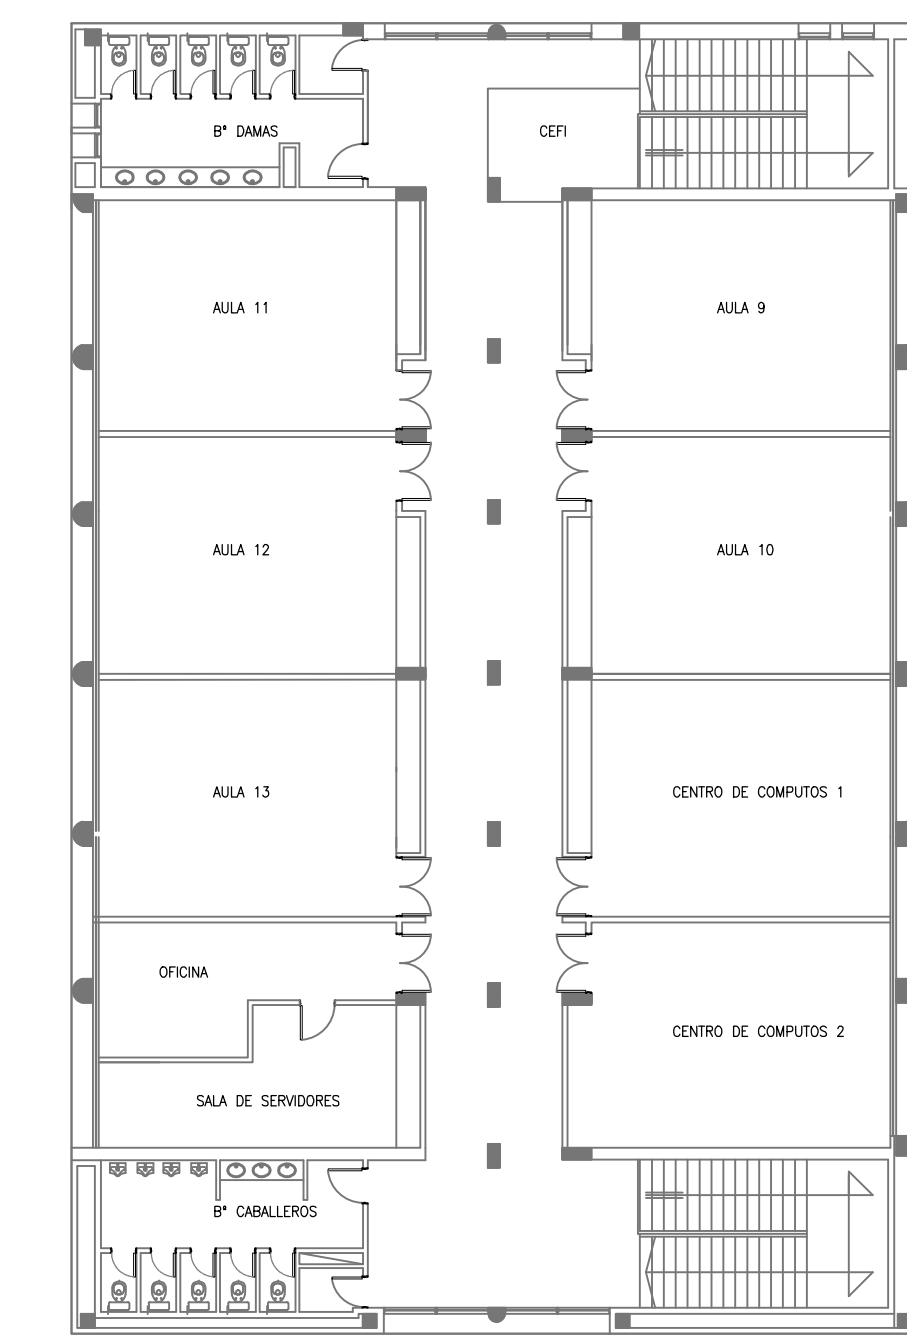 Bª DAMAS
CEFI
AULA 11
AULA 9
AULA 12
AULA 10
AULA 13
CENTRO DE COMPUTOS 1
OFICINA
CENTRO DE COMPUTOS 2
SALA DE SERVIDORES
Bª CABALLEROS